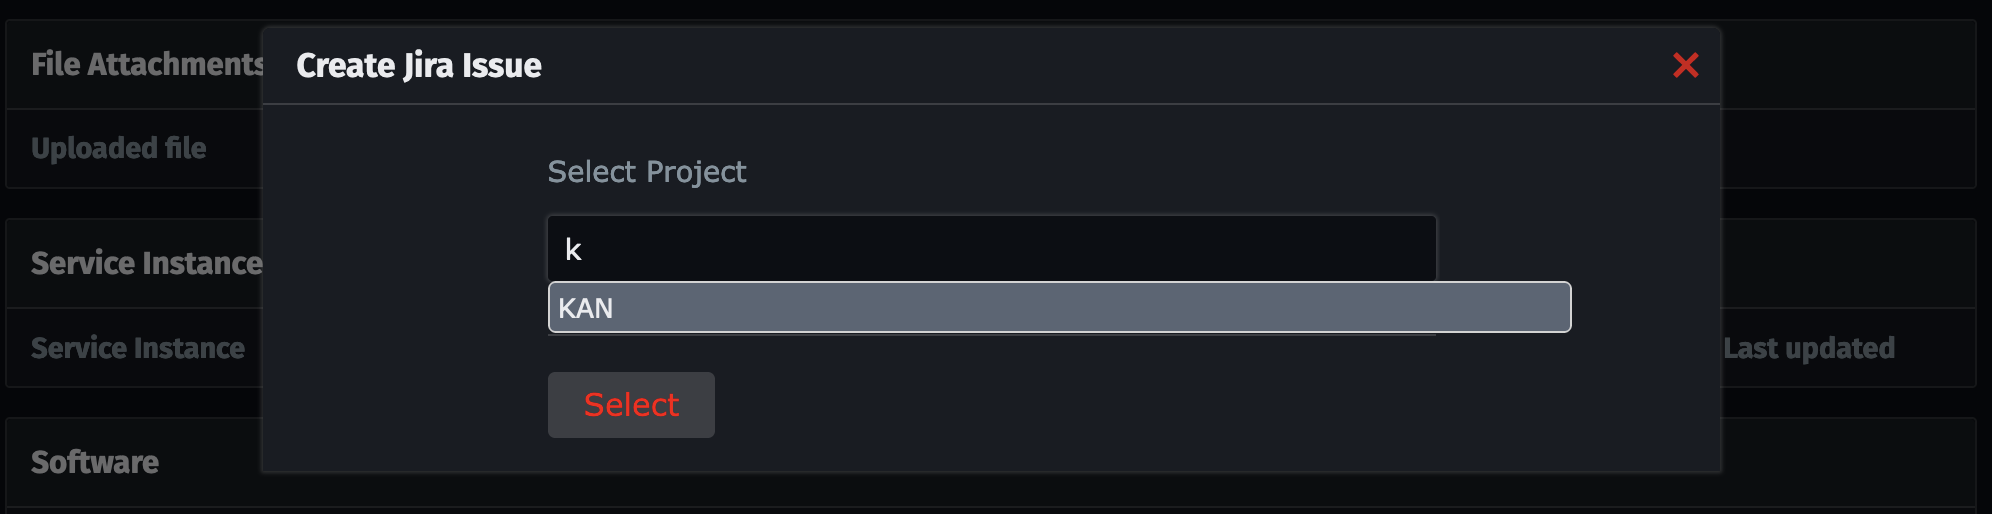 File Attachments
Create Jira Issue
Uploaded file
Select Project
k
Service Instance
KAN
Service Instance
Last updated
Select
Software